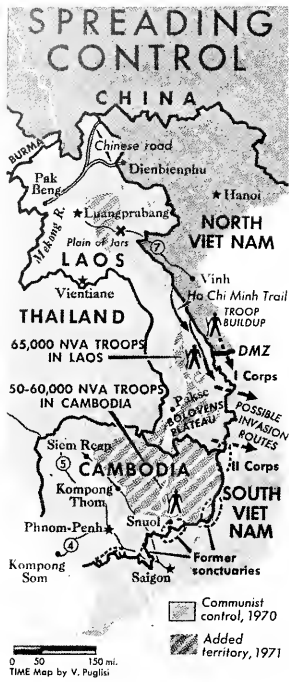 SPREADING
CONTROL
CHINA
Chinese road
BURMA
Dienbienphu
Pak
Beng
Hanoi
Luangprabang
Mekong R.
Plain of Jars
NORTH
VIET NAM
7
LAOS
Vinh
Vientiane
Ho Chi Minh Trail
THAILAND
TROOP
BUILDUP
65,000 NVA TROOPS
IN LAOS
DMZ
I Corps
50-60,000 NVA TROOPS
IN CAMBODIA
Pakse
BOLOVENS
PLATEAU
POSSIBLE
INVASION
ROUTES
Siem Reap
5
CAMBODIA
II Corps
Kompong
Thom
SOUTH
VIET
NAM
Phnom-Penh
Snuol
4
Kompong
Som
Saigon
Former
sanctuaries
Communist
control, 1970
Added
territory, 1971
0 50 150 mi.
TIME Map by V. Puglisi